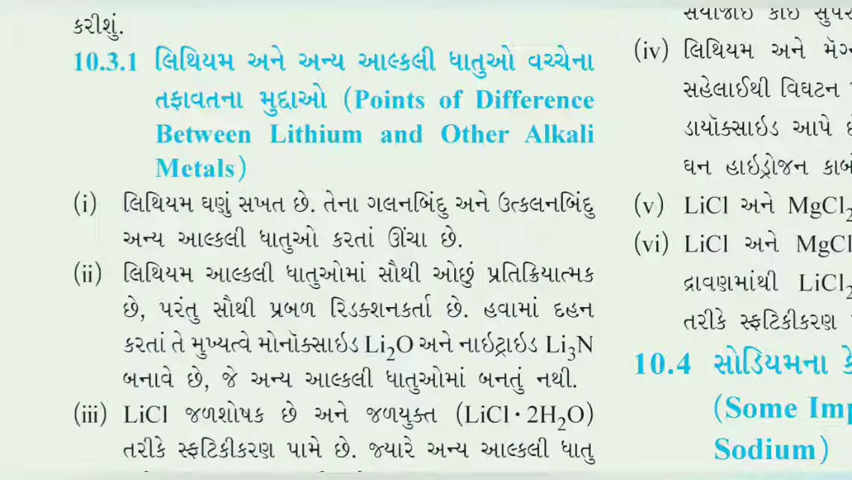 કરીશું.
10.3.1 લિથિયમ અને અન્ય આલ્કલી ધાતુઓ વચ્ચેના
તફાવતના મુદ્દાઓ (Points of Difference
Between Lithium and Other Alkali
Metals)
(i) લિથિયમ ઘણું સખત છે. તેના ગલનબિંદુ અને ઉત્કલનબિંદુ
અન્ય આલ્કલી ધાતુઓ કરતાં ઊંચા છે.
(ii) લિથિયમ આલ્કલી ધાતુઓમાં સૌથી ઓછું પ્રતિક્રિયાત્મક
છે, પરંતુ સૌથી પ્રબળ રિડક્શનકર્તા છે. હવામાં દહન
કરતાં તે મુખ્યત્વે મોનૉક્સાઇડ Li₂O અને નાઇટ્રાઇડ Li₃N
બનાવે છે, જે અન્ય આલ્કલી ધાતુઓમાં બનતું નથી.
(iii) LiCl જળશોષક છે અને જળયુક્ત (LiCl · 2H₂O)
તરીકે સ્ફટિકીકરણ પામે છે. જ્યારે અન્ય આલ્કલી ધાતુ
(iv) લિથિયમ અને
સહેલાઈથી વિઘટન
ડાયૉક્સાઇડ આપે
ઘન હાઇડ્રોજન
(v) LiCl અને MgCl₂
(vi) LiCl અને MgCl
દ્રાવણમાંથી LiCl₂
તરીકે સ્ફટિકીકરણ
10.4 સોડિયમના
(Some
Sodium)